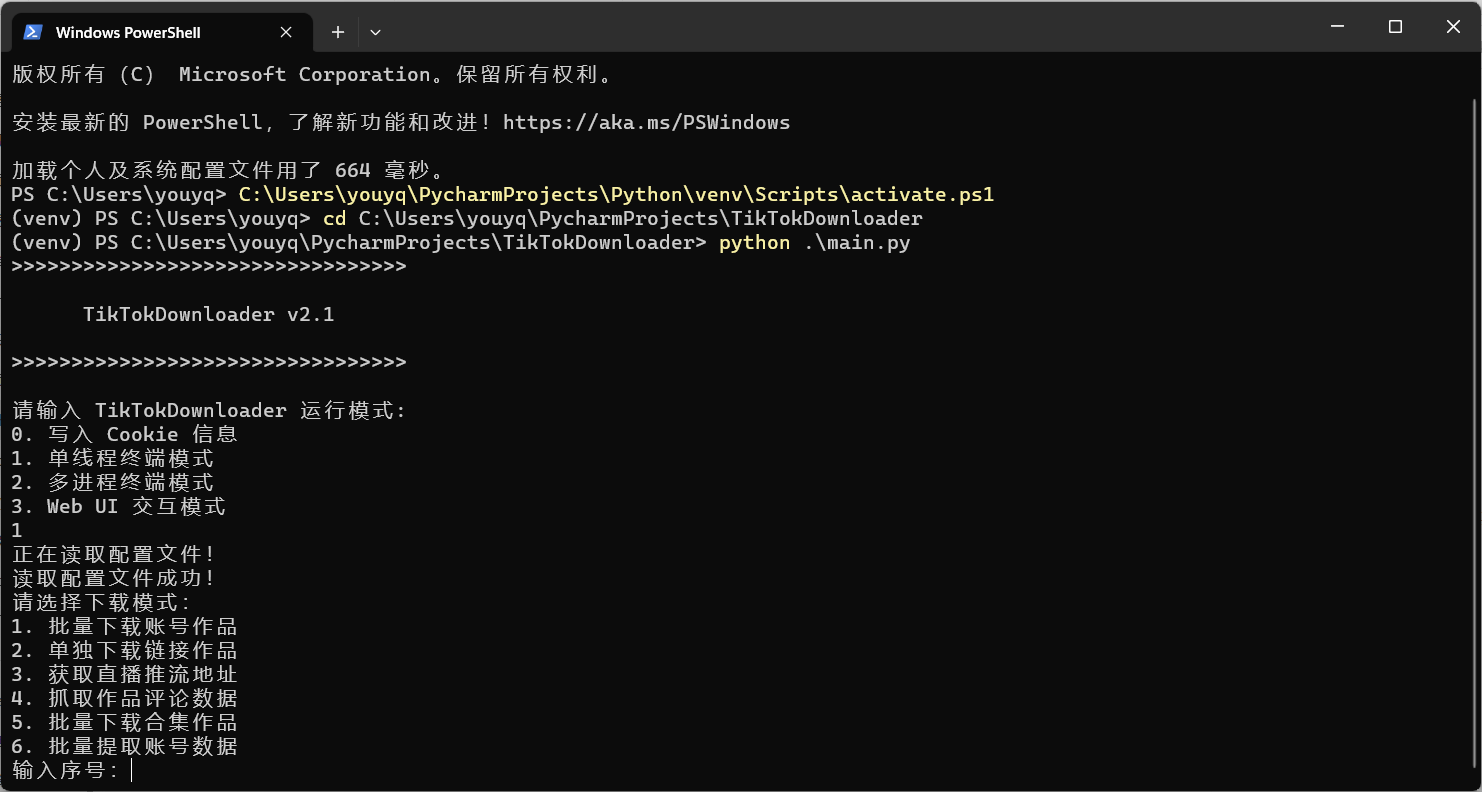 Windows PowerShell
版权所有 (C) Microsoft Corporation。保留所有权利。
安装最新的 PowerShell，了解新功能和改进！https://aka.ms/PSWindows
加载个人及系统配置文件用了 664 毫秒。
PS C:\Users\youyq> C:\Users\youyq\PycharmProjects\Python\venv\Scripts\activate.ps1
(venv) PS C:\Users\youyq> cd C:\Users\youyq\PycharmProjects\TikTokDownloader
(venv) PS C:\Users\youyq\PycharmProjects\TikTokDownloader> python .\main.py
>>>>>>>>>>>>>>>>>>>>>>>>>>>>>>>>>
TikTokDownloader v2.1
>>>>>>>>>>>>>>>>>>>>>>>>>>>>>>>>>
请输入 TikTokDownloader 运行模式：
0. 写入 Cookie 信息
1. 单线程终端模式
2. 多进程终端模式
3. Web UI 交互模式
1
正在读取配置文件！
读取配置文件成功！
请选择下载模式：
1. 批量下载账号作品
2. 单独下载链接作品
3. 获取直播推流地址
4. 抓取作品评论数据
5. 批量下载合集作品
6. 批量提取账号数据
输入序号：